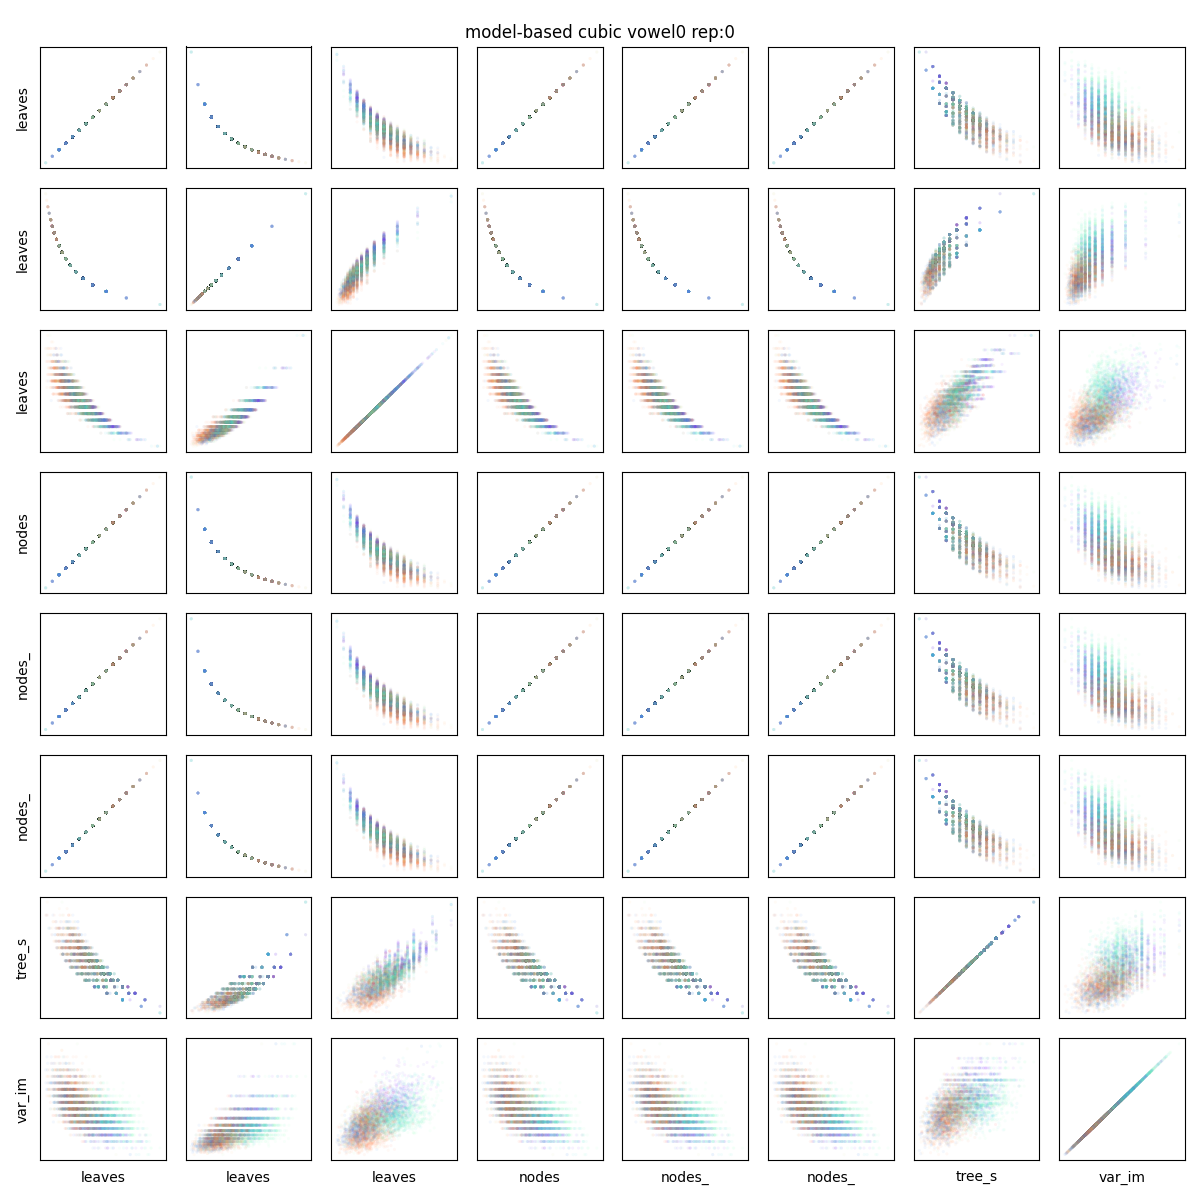 model-based cubic vowel0 rep:0
leaves
leaves
leaves
nodes
nodes_
nodes_
tree_s
var_im
leaves leaves leaves nodes nodes_ nodes_ tree_s var_im